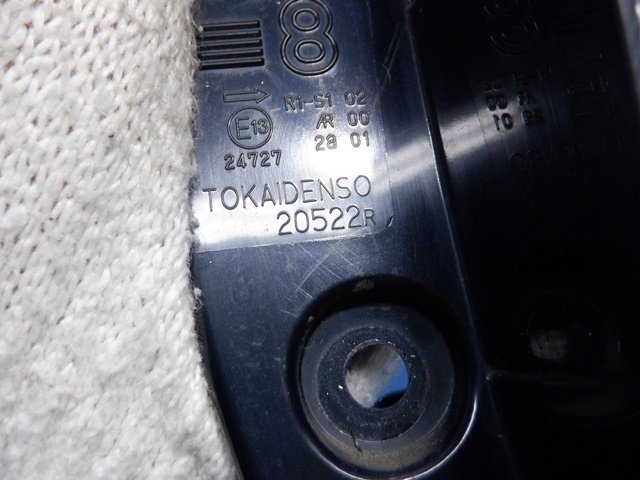 8
R1-S1 02
E13 AR 00
24727 28 01
TOKAIDENSO
20522R